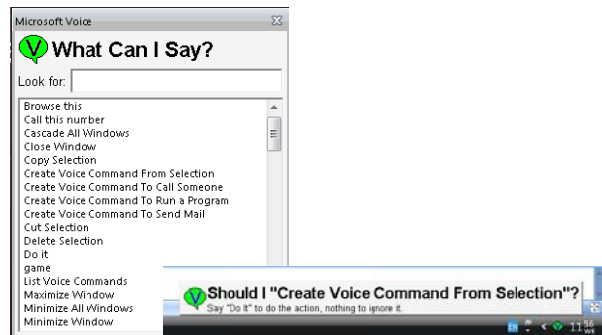 Microsoft Voice
V What Can I Say?
Look for:
Browse this
Call this number
Cascade All Windows
Close Window
Copy Selection
Create Voice Command From Selection
Create Voice Command To Call Someone
Create Voice Command To Run a Program
Create Voice Command To Send Mail
Cut Selection
Delete Selection
Do it
game
List Voice Commands
Maximize Window
Minimize All Windows
Minimize Window
V Should I "Create Voice Command From Selection"?
Say "Do It" to do the action, nothing to ignore it.
EN 11:56